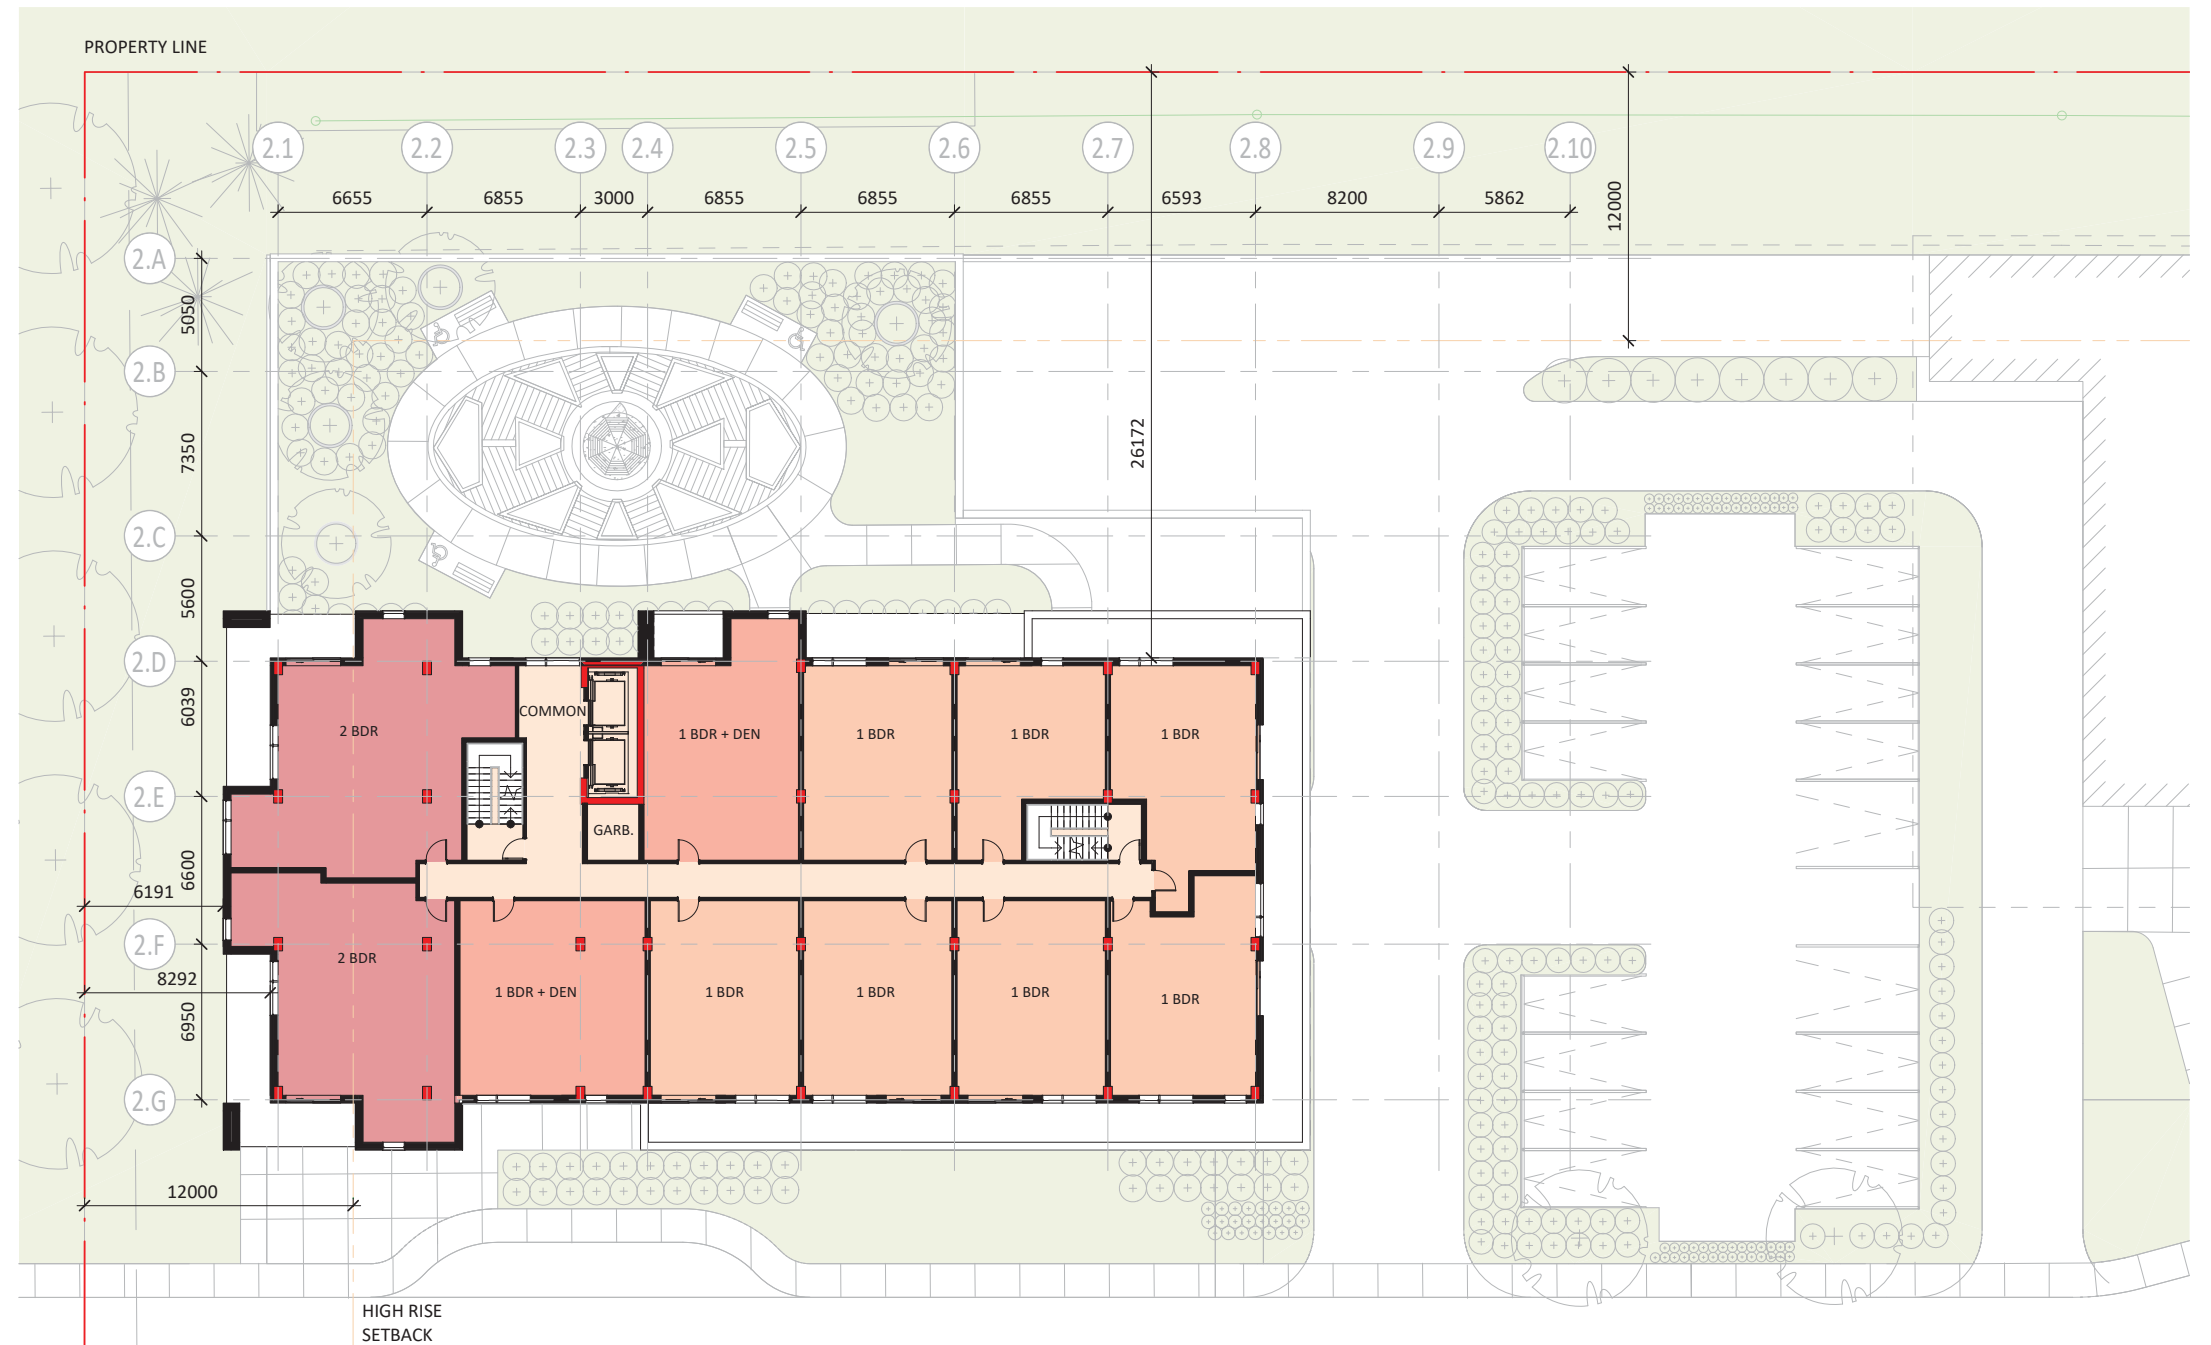 PROPERTY LINE
2.1
2.2
2.3
2.4
2.5
2.6
2.7
2.8
2.9
2.10
6655
6855
3000
6855
6855
6855
6593
8200
5862
12000
26172
2.A
2.B
2.C
2.D
2.E
2.F
2.G
5050
7350
5600
6039
6600
6950
6191
8292
12000
2 BDR
COMMON
GARB.
1 BDR + DEN
1 BDR
1 BDR
1 BDR
2 BDR
1 BDR + DEN
1 BDR
1 BDR
1 BDR
1 BDR
HIGH RISE
SETBACK